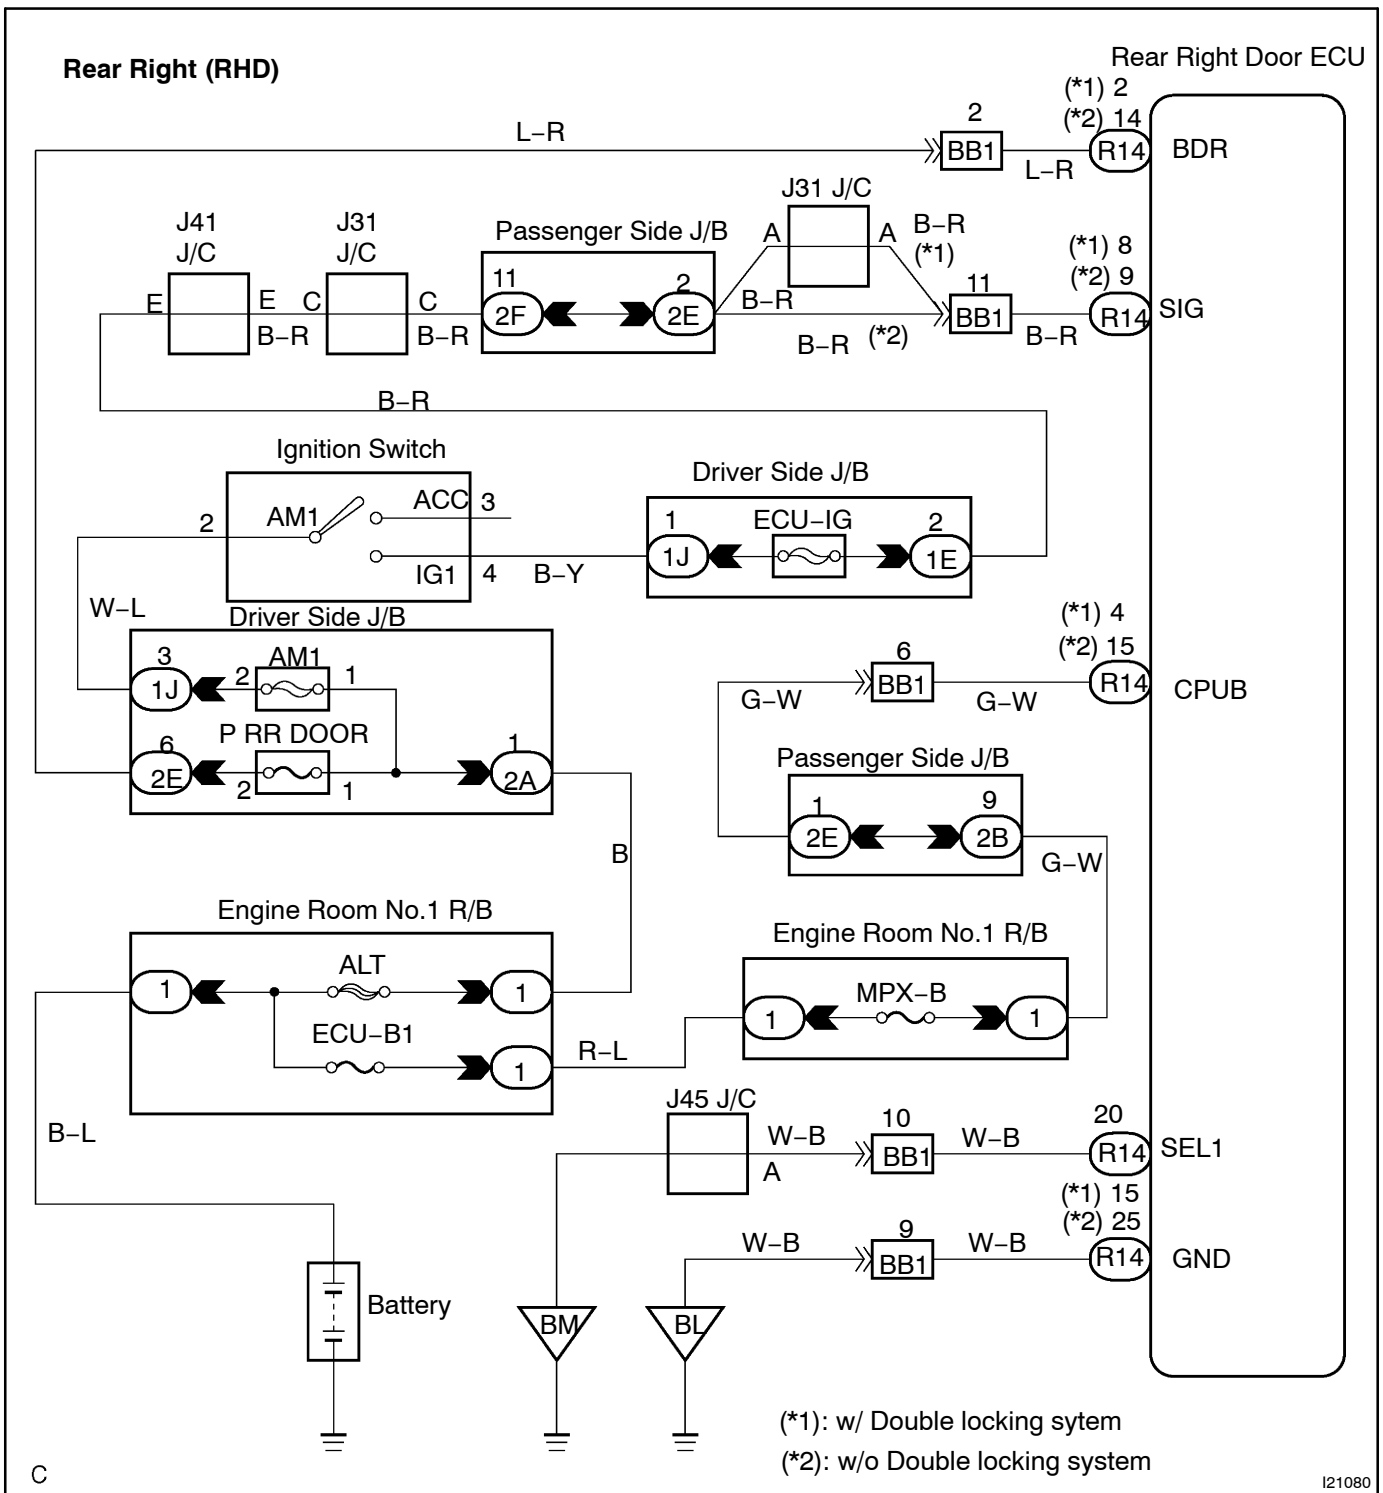 Rear Right (RHD)
Rear Right Door ECU
(*1) 2
(*2) 14
2
L-R
BB1
L-R
R14
BDR
J31 J/C
J41
J/C
J31
J/C
Passenger Side J/B
A
A
B-R
(*1)
(*1) 8
(*2) 9
E
E
C
C
11
2F
2
2E
B-R
11
BB1
R14
SIG
B-R
B-R
B-R
(*2)
B-R
B-R
Ignition Switch
Driver Side J/B
2
AM1
ACC
3
IG1
4
B-Y
1
1J
ECU-IG
2
1E
W-L
Driver Side J/B
3
1J
2
AM1
1
P RR DOOR
6
2E
2
1
1
2A
(*1) 4
(*2) 15
6
BB1
R14
CPUB
G-W
G-W
Passenger Side J/B
1
2E
9
2B
G-W
B
Engine Room No.1 R/B
1
ALT
1
ECU-B1
1
R-L
Engine Room No.1 R/B
1
MPX-B
1
B-L
J45 J/C
W-B
A
10
BB1
W-B
20
R14
SEL1
(*1) 15
(*2) 25
W-B
9
BB1
W-B
R14
GND
Battery
BM
BL
(*1): w/ Double locking sytem
(*2): w/o Double locking system
C
I21080